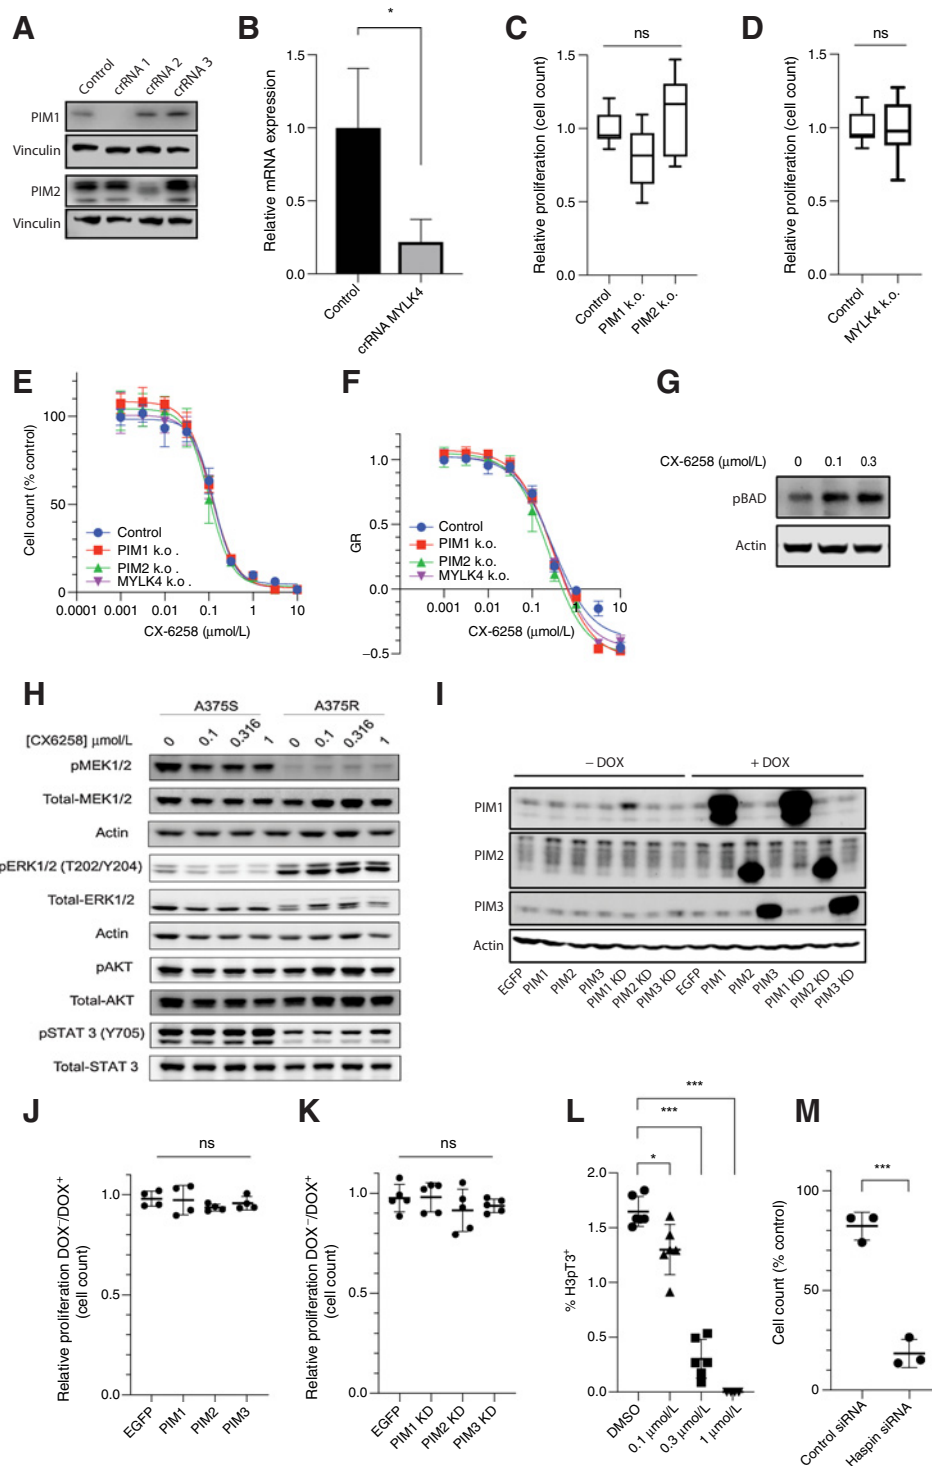 A
Control
crRNA 1
crRNA 2
crRNA 3
PIM1
Vinculin
PIM2
Vinculin
B
*
Relative mRNA expression
1.5
1.0
0.5
0.0
Control
crRNA MYLK4
C
ns
Relative proliferation (cell count)
1.5
1.0
0.5
0.0
Control
PIM1 k.o.
PIM2 k.o.
D
ns
Relative proliferation (cell count)
1.5
1.0
0.5
0.0
Control
MYLK4 k.o.
E
Cell count (% control)
100
50
0
Control
PIM1 k.o .
PIM2 k.o .
MYLK4 k.o .
0.0001 0.001 0.01 0.1 1 10
CX-6258 (μmol/L)
F
GR
1.0
0.5
0.0
−0.5
Control
PIM1 k.o.
PIM2 k.o.
MYLK4 k.o.
0.001 0.01 0.1 1 10
CX-6258 (μmol/L)
G
CX-6258 (μmol/L) 0 0.1 0.3
pBAD
Actin
H
A375S A375R
[CX6258] μmol/L 0 0.1 0.316 1 0 0.1 0.316 1
pMEK1/2
Total-MEK1/2
Actin
pERK1/2 (T202/Y204)
Total-ERK1/2
Actin
pAKT
Total-AKT
pSTAT 3 (Y705)
Total-STAT 3
I
− DOX + DOX
PIM1
PIM2
PIM3
Actin
EGFP PIM1 PIM2 PIM3 PIM1 KD PIM2 KD PIM3 KD EGFP PIM1 PIM2 PIM3 PIM1 KD PIM2 KD PIM3 KD
J
ns
Relative proliferation DOX⁻/DOX⁺
(cell count)
1.0
0.5
0.0
EGFP
PIM1
PIM2
PIM3
K
ns
Relative proliferation DOX⁻/DOX⁺
(cell count)
1.0
0.5
0.0
EGFP
PIM1 KD
PIM2 KD
PIM3 KD
L
***
***
*
% H3pT3⁺
2.0
1.5
1.0
0.5
0.0
DMSO
0.1 μmol/L
0.3 μmol/L
1 μmol/L
M
***
Cell count (% control)
100
50
0
Control siRNA
Haspin siRNA